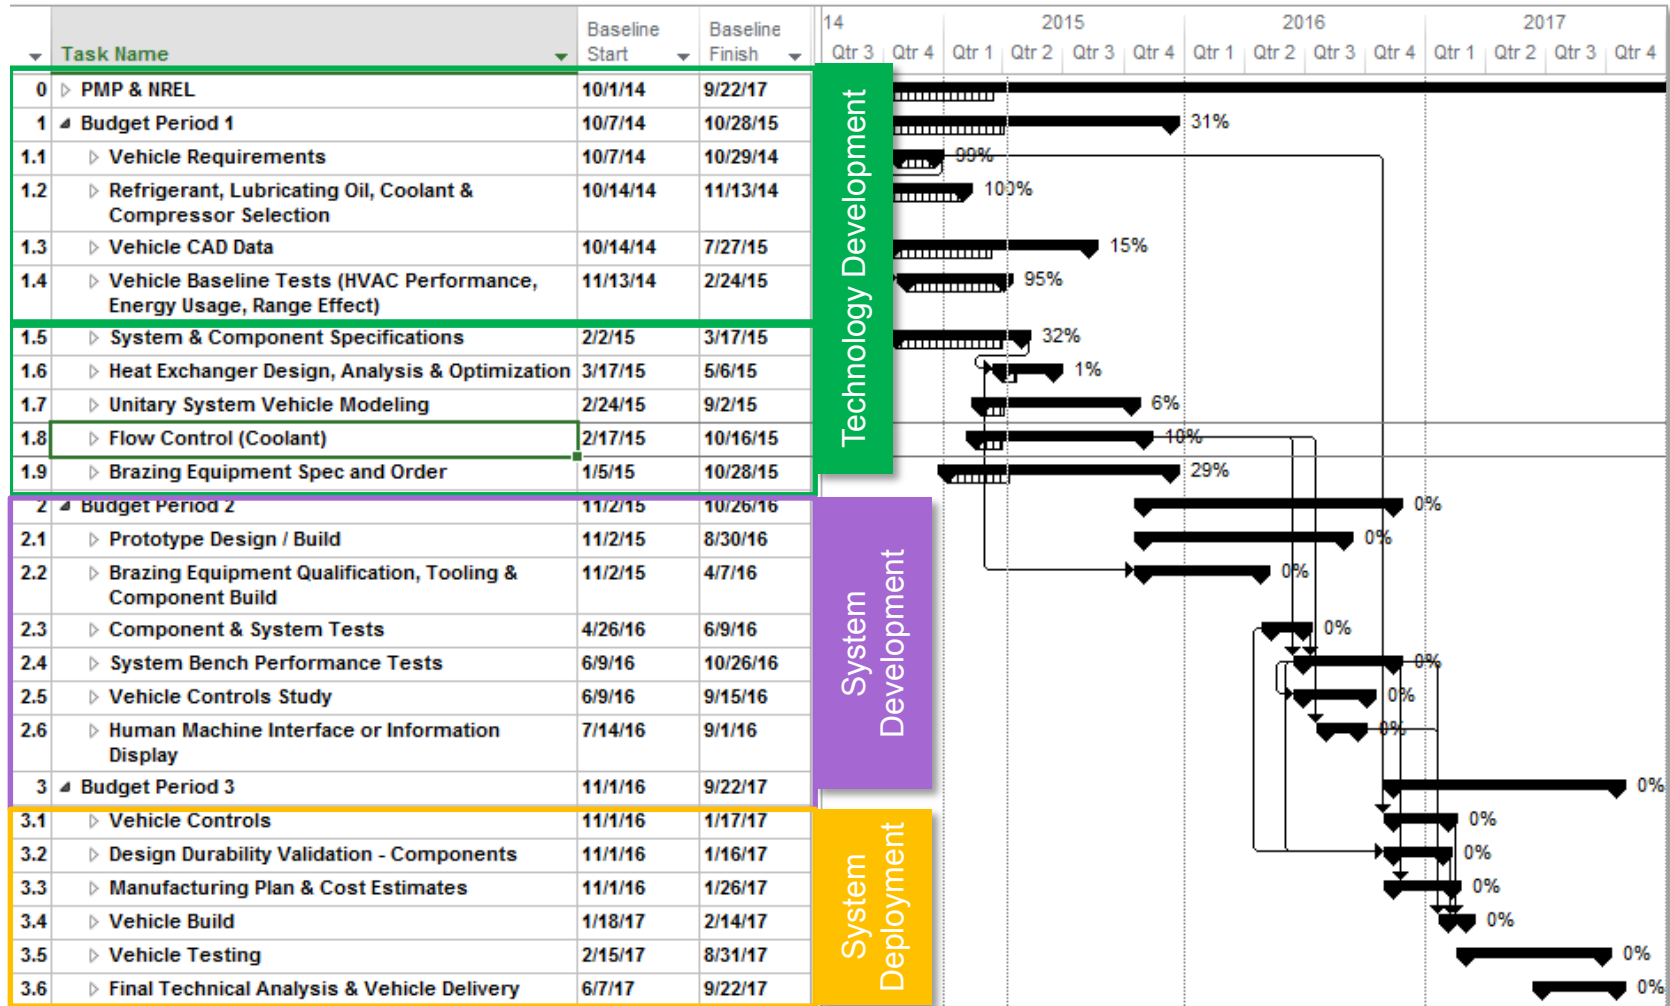 Baseline Baseline 14 2015 2016 2017
Task Name Start Finish Qtr 3 Qtr 4 Qtr 1 Qtr 2 Qtr 3 Qtr 4 Qtr 1 Qtr 2 Qtr 3 Qtr 4 Qtr 1 Qtr 2 Qtr 3 Qtr 4
0 PMP & NREL 10/1/14 9/22/17
1 Budget Period 1 10/7/14 10/28/15 31%
1.1 Vehicle Requirements 10/7/14 10/29/14 99%
1.2 Refrigerant, Lubricating Oil, Coolant & 10/14/14 11/13/14 100%
Compressor Selection
1.3 Vehicle CAD Data 10/14/14 7/27/15 15%
1.4 Vehicle Baseline Tests (HVAC Performance, 11/13/14 2/24/15 95%
Energy Usage, Range Effect)
1.5 System & Component Specifications 2/2/15 3/17/15 32%
1.6 Heat Exchanger Design, Analysis & Optimization 3/17/15 5/6/15 1%
1.7 Unitary System Vehicle Modeling 2/24/15 9/2/15 6%
1.8 Flow Control (Coolant) 2/17/15 10/16/15 10%
1.9 Brazing Equipment Spec and Order 1/5/15 10/28/15 29%
Technology Development
2 Budget Period 2 11/2/15 10/26/16 0%
2.1 Prototype Design / Build 11/2/15 8/30/16 0%
2.2 Brazing Equipment Qualification, Tooling & 11/2/15 4/7/16 0%
Component Build
2.3 Component & System Tests 4/26/16 6/9/16 0%
2.4 System Bench Performance Tests 6/9/16 10/26/16 0%
2.5 Vehicle Controls Study 6/9/16 9/15/16 0%
2.6 Human Machine Interface or Information 7/14/16 9/1/16 0%
Display
System
Development
3 Budget Period 3 11/1/16 9/22/17 0%
3.1 Vehicle Controls 11/1/16 1/17/17 0%
3.2 Design Durability Validation - Components 11/1/16 1/16/17 0%
3.3 Manufacturing Plan & Cost Estimates 11/1/16 1/26/17 0%
3.4 Vehicle Build 1/18/17 2/14/17 0%
3.5 Vehicle Testing 2/15/17 8/31/17 0%
3.6 Final Technical Analysis & Vehicle Delivery 6/7/17 9/22/17 0%
System
Deployment